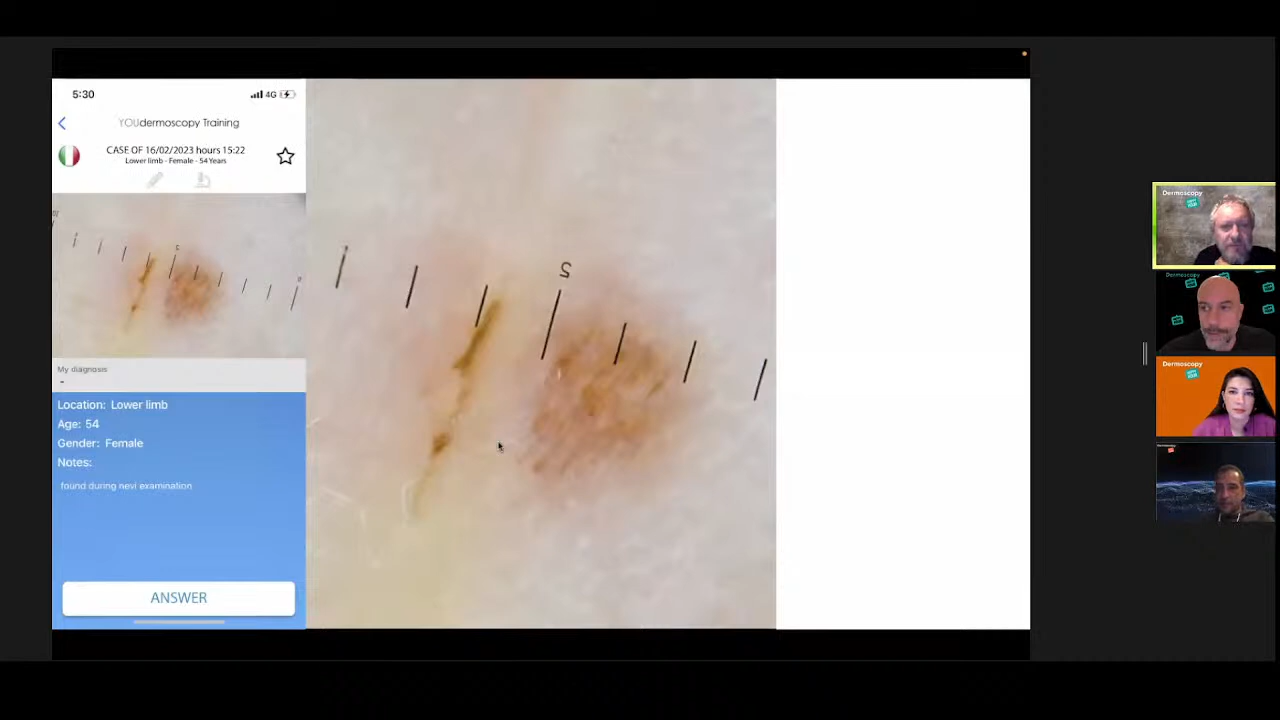 5:30
4G
YOUdermoscopy Training
CASE OF 16/02/2023 hours 15:22
Lower limb - Female - 54 Years
5
My diagnosis
-
Location: Lower limb
Age: 54
Gender: Female
Notes:
found during nevi examination
ANSWER
5
Dermoscopy
Dermoscopy
Dermoscopy